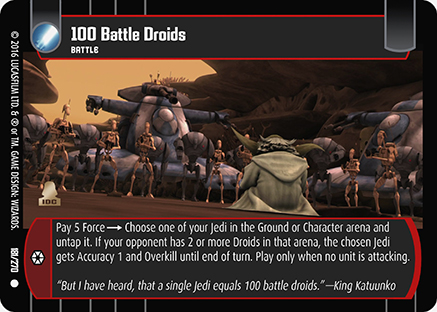 100 Battle Droids
BATTLE
© 2016 LUCASFILM LTD. & ® or TM. GAME DESIGN: WIZARDS.
IDC
Pay 5 Force → Choose one of your Jedi in the Ground or Character arena and
untap it. If your opponent has 2 or more Droids in that arena, the chosen Jedi
gets Accuracy 1 and Overkill until end of turn. Play only when no unit is attacking.
"But I have heard, that a single Jedi equals 100 battle droids."—King Katuunko